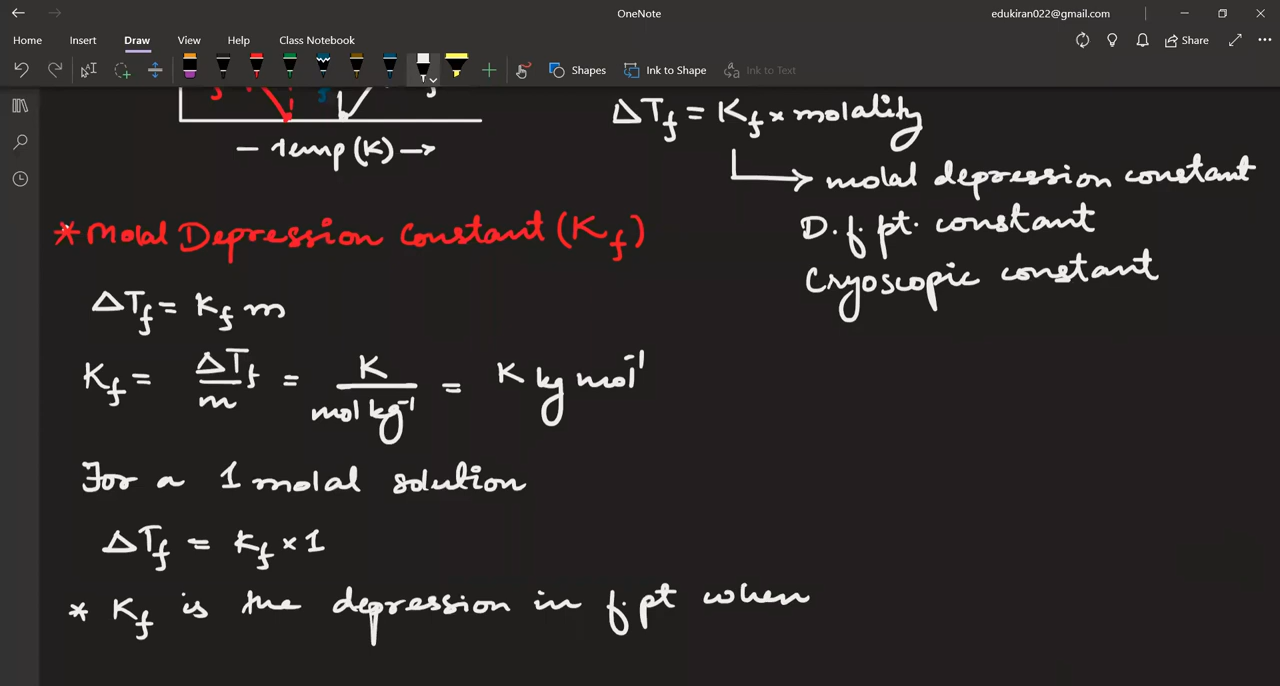 OneNote
edukiran022@gmail.com
Home Insert Draw View Help Class Notebook
Share
Shapes Ink to Shape Ink to Text
f f f
– Temp (K) →
ΔTf = Kf × molality
→ molal depression constant
D. f. pt. constant
Cryoscopic constant
* Molal Depression Constant (Kf)
ΔTf = Kf m
Kf = ΔTf / m = K / mol kg⁻¹ = K kg mol⁻¹
For a 1 molal solution
ΔTf = Kf × 1
* Kf is the depression in f. pt when